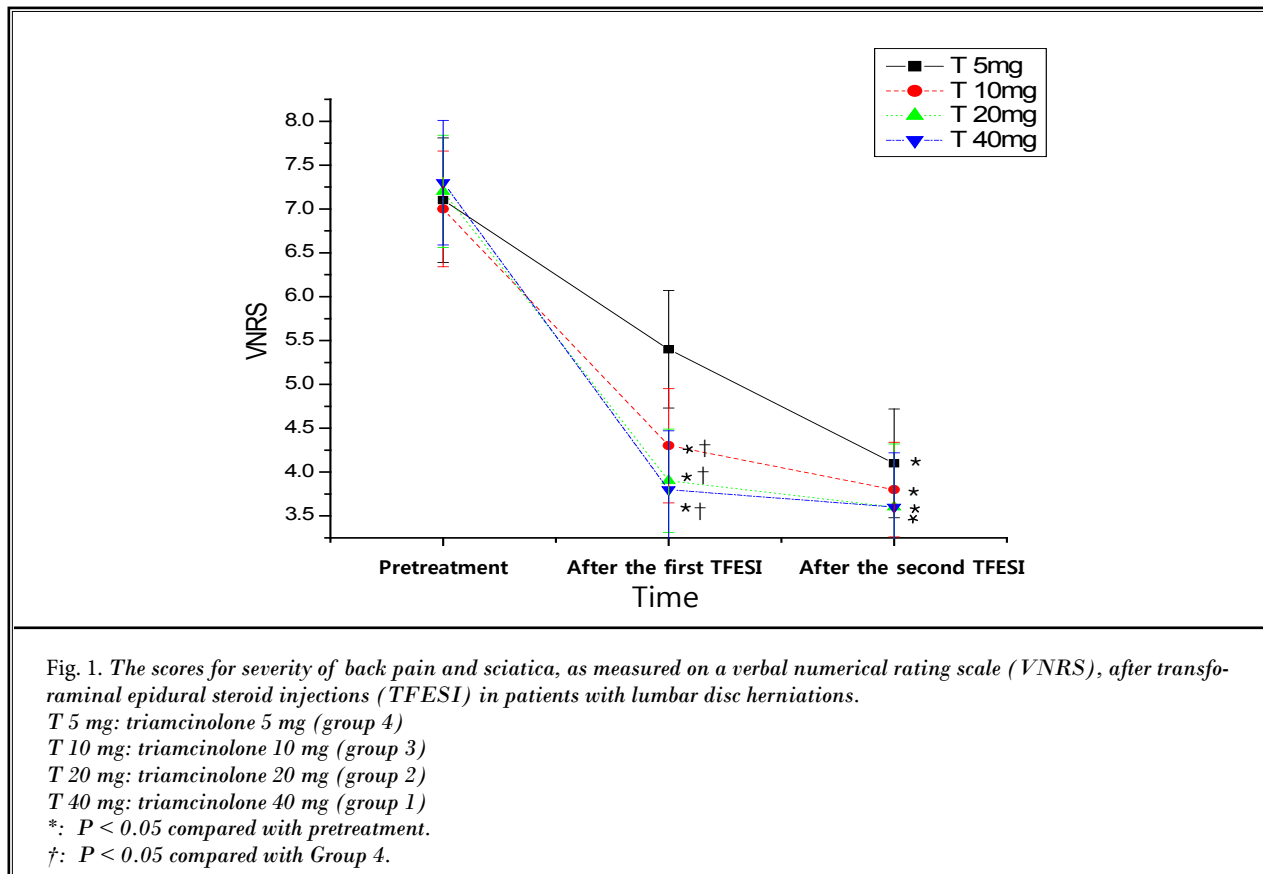 T 5mg
T 10mg
T 20mg
T 40mg
8.0
7.5
7.0
6.5
6.0
5.5
5.0
4.5
4.0
3.5
VNRS
*†
*†
*†
*
*
*
*
Pretreatment After the first TFESI After the second TFESI
Time
Fig. 1. The scores for severity of back pain and sciatica, as measured on a verbal numerical rating scale (VNRS), after transfo-
raminal epidural steroid injections (TFESI) in patients with lumbar disc herniations.
T 5 mg: triamcinolone 5 mg (group 4)
T 10 mg: triamcinolone 10 mg (group 3)
T 20 mg: triamcinolone 20 mg (group 2)
T 40 mg: triamcinolone 40 mg (group 1)
*: P < 0.05 compared with pretreatment.
†: P < 0.05 compared with Group 4.